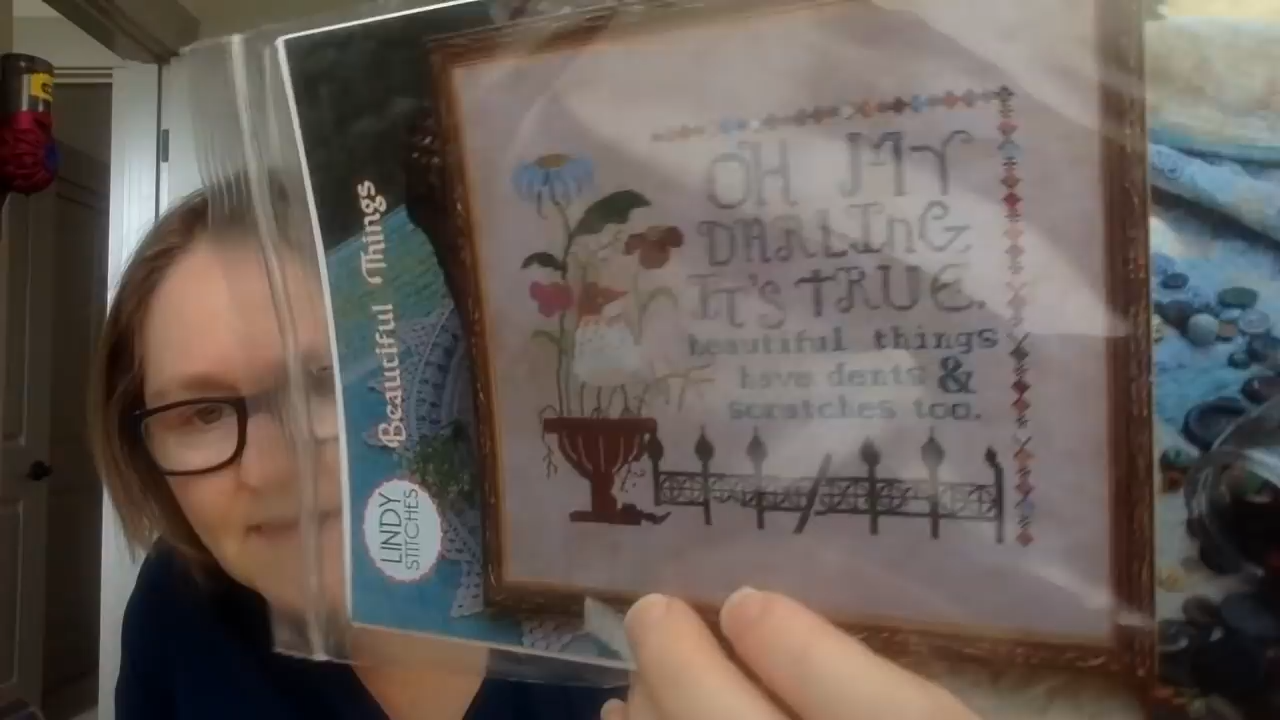 Beautiful Things
LINDY
STITCHES
OH MY
DARLING
IT'S TRUE.
beautiful things
have dents &
scratches too.